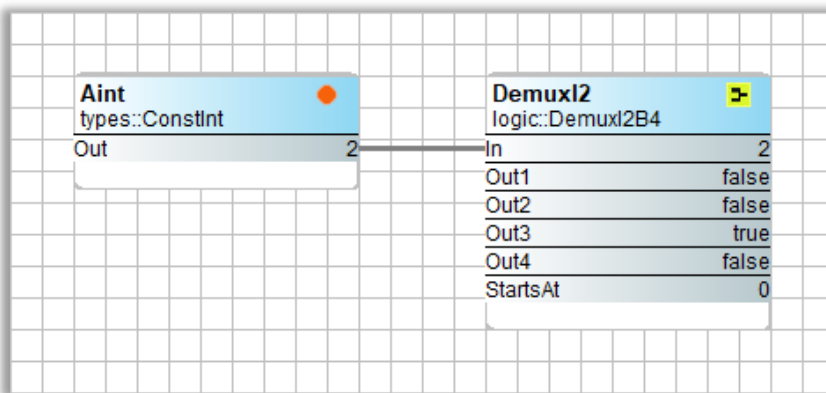 Aint
types::ConstInt
Out 2
DemuxI2
logic::DemuxI2B4
In 2
Out1 false
Out2 false
Out3 true
Out4 false
StartsAt 0